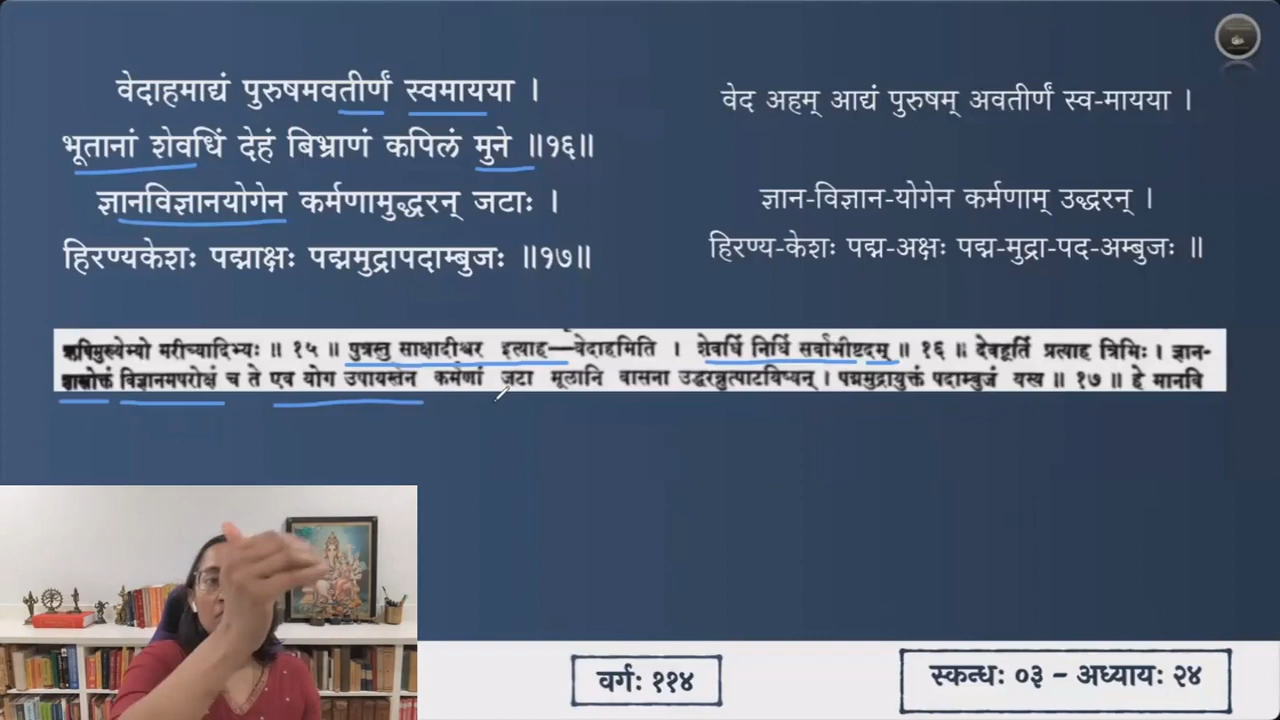 वेदाहमाद्यं पुरुषमवतीर्णं स्वमायया ।
भूतानां शेवधिं देहं बिभ्राणं कपिलं मुने ॥१६॥
ज्ञानविज्ञानयोगेन कर्मणामुद्धरन् जटाः ।
हिरण्यकेशः पद्माक्षः पद्ममुद्रापदाम्बुजः ॥१७॥
वेद अहम् आद्यं पुरुषम् अवतीर्णं स्व-मायया ।
ज्ञान-विज्ञान-योगेन कर्मणाम् उद्धरन् ।
हिरण्य-केशः पद्म-अक्षः पद्म-मुद्रा-पद-अम्बुजः ॥
ऋषिमुख्येभ्यो मरीच्यादिभ्यः ॥ १५ ॥ पुत्रस्तु साक्षादीश्वर इत्याह—वेदाहमिति । शेवधिं निधिं सर्वाभीष्टदम् ॥ १६ ॥ देवहूतिं प्रत्याह त्रिभिः । ज्ञान-
विज्ञानमपरोक्षं च ते एव योग उपायस्तेन कर्मणां जटा मूलानि वासना उद्धरन्नुत्पाटयिष्यन् । पद्ममुद्रायुक्तं पदाम्बुजं यस्य ॥ १७ ॥ हे मानवि
वर्गः ११४
स्कन्धः ०३ – अध्यायः २४